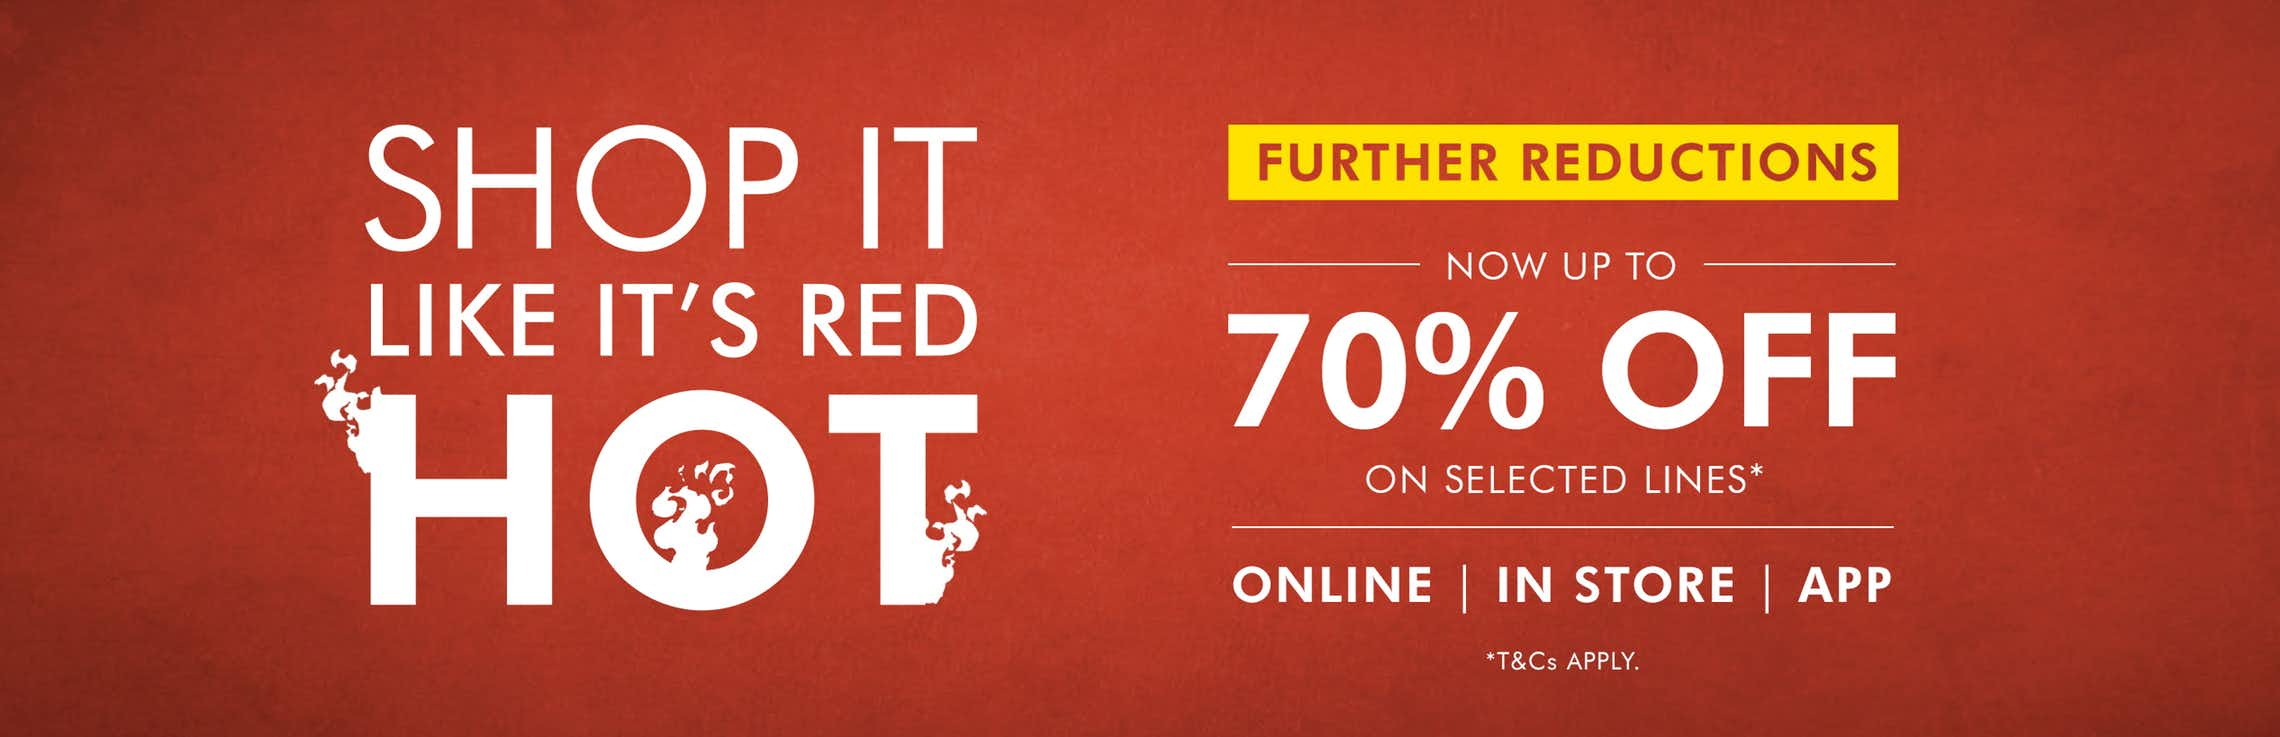 SHOP IT
LIKE IT’S RED
HOT
FURTHER REDUCTIONS
NOW UP TO
70% OFF
ON SELECTED LINES*
ONLINE | IN STORE | APP
*T&Cs APPLY.